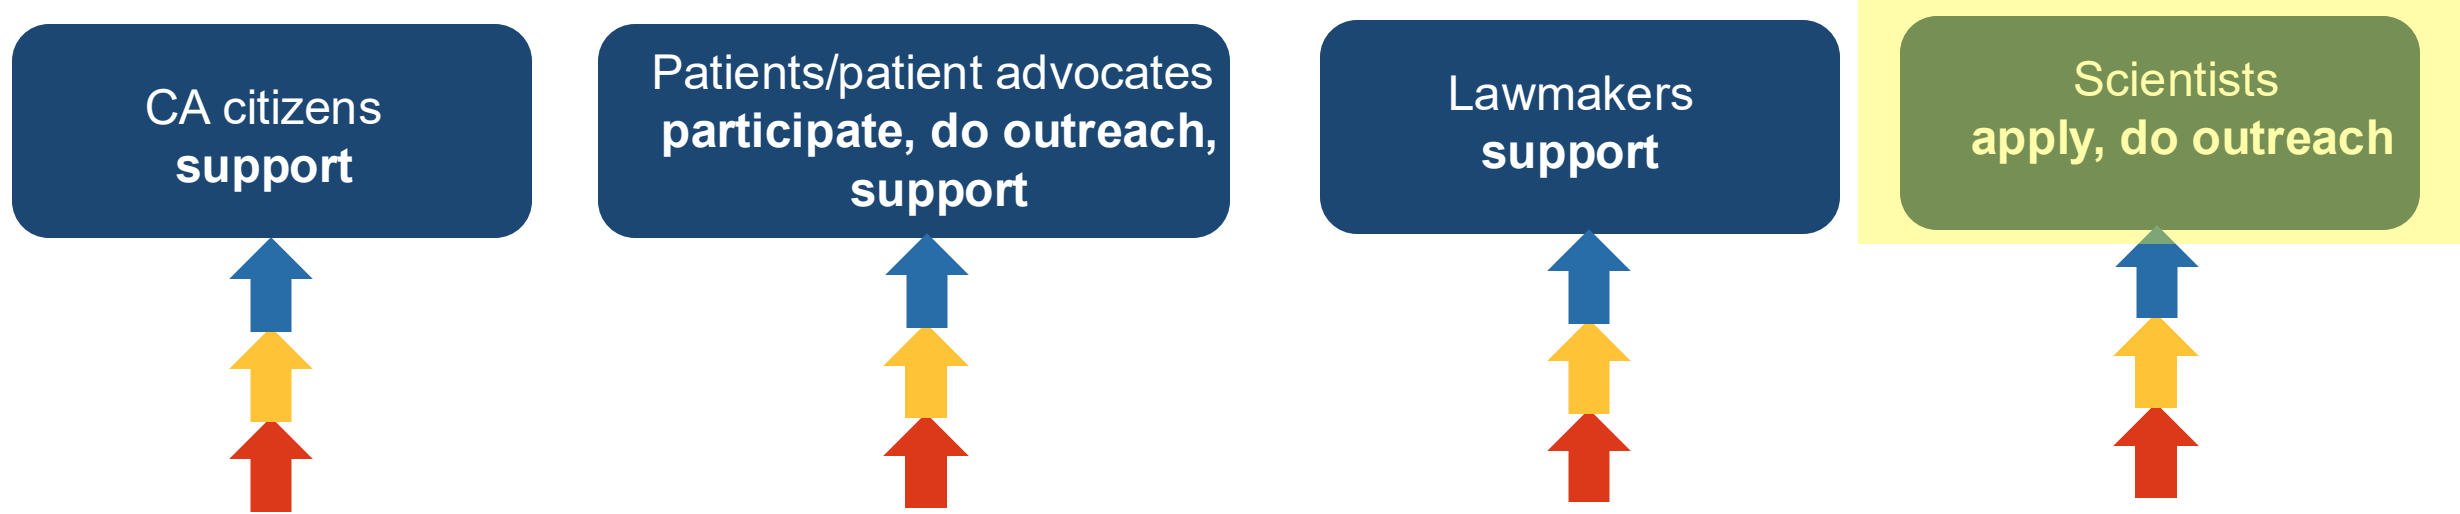 CA citizens
support
Patients/patient advocates
participate, do outreach,
support
Lawmakers
support
Scientists
apply, do outreach